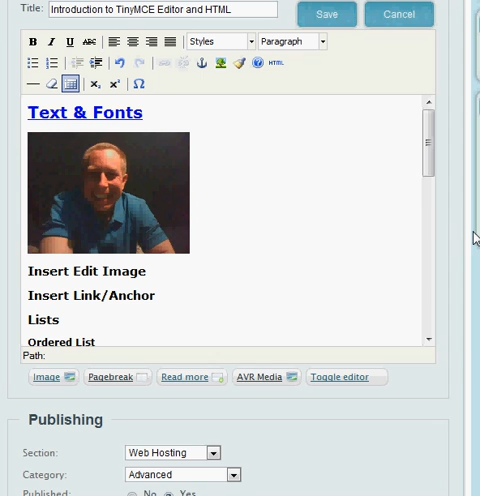 Title: Introduction to TinyMCE Editor and HTML Save Cancel
B I U ABC Styles Paragraph
HTML
x₂ x² Ω
Text & Fonts
Insert Edit Image
Insert Link/Anchor
Lists
Ordered List
Path:
Image Pagebreak Read more AVR Media Toggle editor
Publishing
Section: Web Hosting
Category: Advanced
Published: No Yes